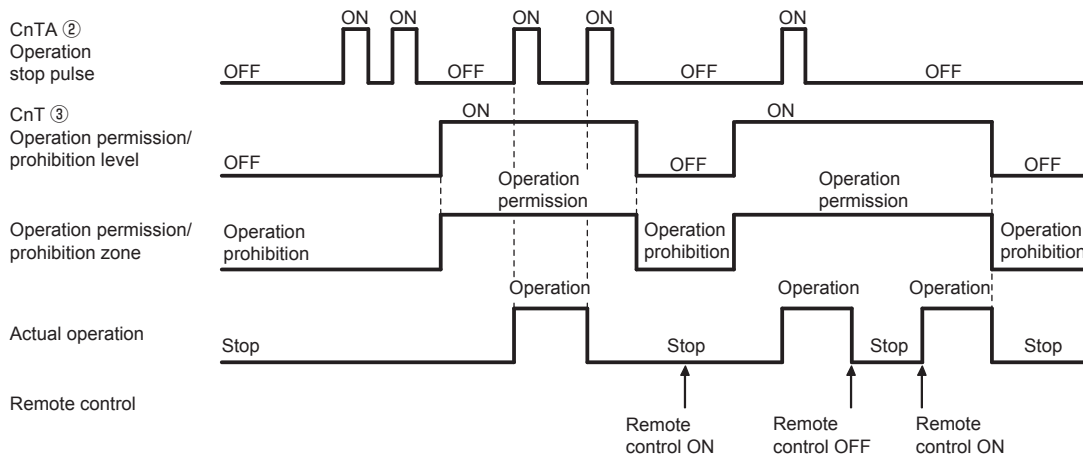 ON ON ON ON ON
CnTA ②
Operation
stop pulse
OFF OFF OFF OFF
CnT ③
Operation permission/
prohibition level
ON ON
OFF OFF OFF
Operation
permission
Operation
permission
Operation permission/
prohibition zone
Operation
prohibition
Operation
prohibition
Operation
prohibition
Operation Operation Operation
Actual operation
Stop Stop Stop Stop
Remote control
Remote
control ON
Remote
control OFF
Remote
control ON